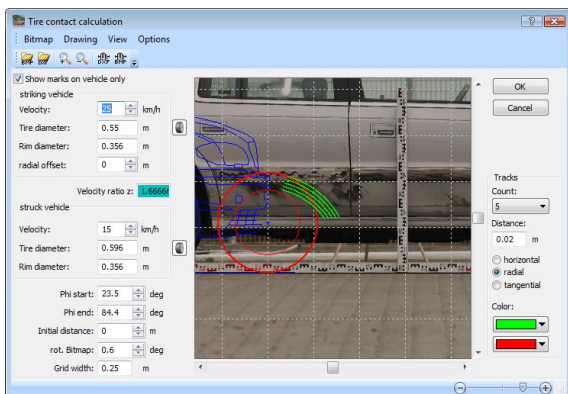 Tire contact calculation
Bitmap Drawing View Options
Show marks on vehicle only
striking vehicle
Velocity: 25 km/h
Tire diameter: 0.55 m
Rim diameter: 0.356 m
radial offset: 0 m
Velocity ratio z: 1.6666
struck vehicle
Velocity: 15 km/h
Tire diameter: 0.596 m
Rim diameter: 0.356 m
Phi start: 23.5 deg
Phi end: 84.4 deg
Initial distance: 0 m
rot. Bitmap: 0.6 deg
Grid width: 0.25 m
OK
Cancel
Tracks
Count:
5
Distance:
0.02 m
horizontal
radial
tangential
Color: